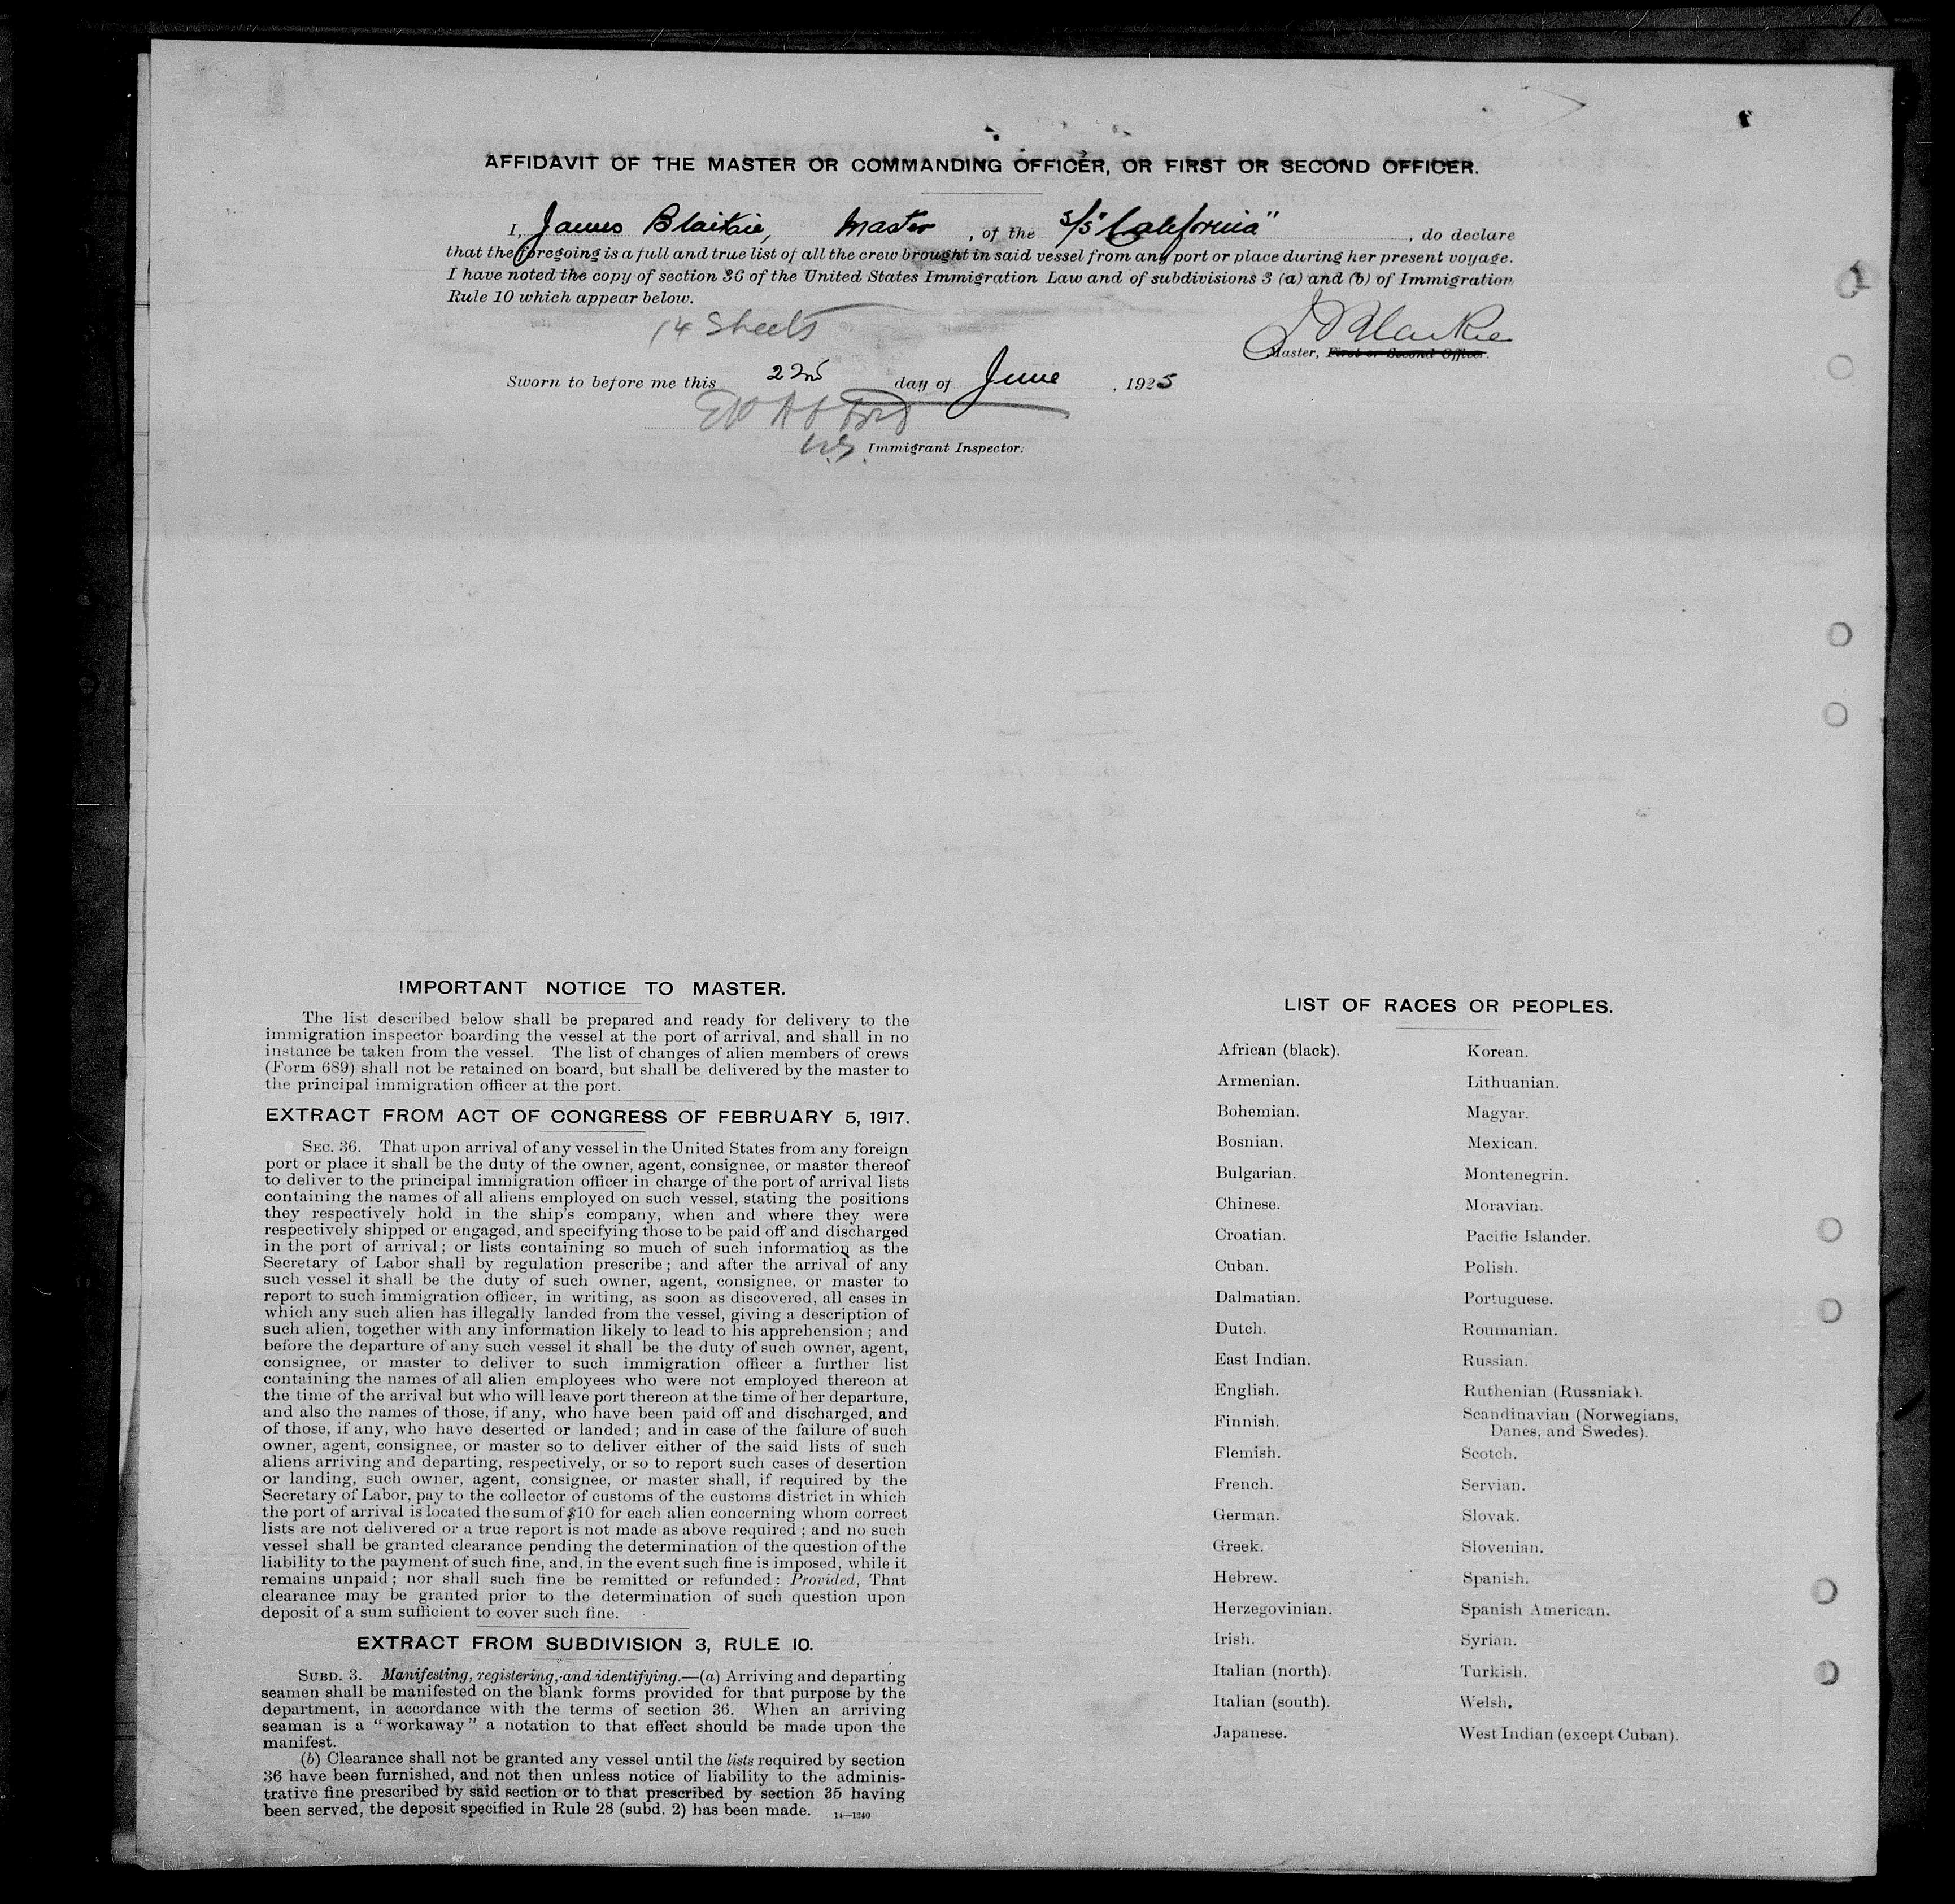 AFFIDAVIT OF THE MASTER OR COMMANDING OFFICER, OR FIRST OR SECOND OFFICER.
I, James Blaikie, Master, of the s/s "California", do declare
that the foregoing is a full and true list of all the crew brought in said vessel from any port or place during her present voyage.
I have noted the copy of section 36 of the United States Immigration Law and of subdivisions 3 (a) and (b) of Immigration
Rule 10 which appear below.
14 Sheets
Master, First or Second Officer.
Sworn to before me this 22nd day of June, 1925
U.S. Immigrant Inspector.
IMPORTANT NOTICE TO MASTER.
The list described below shall be prepared and ready for delivery to the
immigration inspector boarding the vessel at the port of arrival, and shall in no
instance be taken from the vessel. The list of changes of alien members of crews
(Form 689) shall not be retained on board, but shall be delivered by the master to
the principal immigration officer at the port.
EXTRACT FROM ACT OF CONGRESS OF FEBRUARY 5, 1917.
SEC. 36. That upon arrival of any vessel in the United States from any foreign
port or place it shall be the duty of the owner, agent, consignee, or master thereof
to deliver to the principal immigration officer in charge of the port of arrival lists
containing the names of all aliens employed on such vessel, stating the positions
they respectively hold in the ship's company, when and where they were
respectively shipped or engaged, and specifying those to be paid off and discharged
in the port of arrival; or lists containing so much of such information as the
Secretary of Labor shall by regulation prescribe; and after the arrival of any
such vessel it shall be the duty of such owner, agent, consignee, or master to
report to such immigration officer, in writing, as soon as discovered, all cases in
which any such alien has illegally landed from the vessel, giving a description of
such alien, together with any information likely to lead to his apprehension; and
before the departure of any such vessel it shall be the duty of such owner, agent,
consignee, or master to deliver to such immigration officer a further list
containing the names of all alien employees who were not employed thereon at
the time of the arrival but who will leave port thereon at the time of her departure,
and also the names of those, if any, who have been paid off and discharged, and
of those, if any, who have deserted or landed; and in case of the failure of such
owner, agent, consignee, or master so to deliver either of the said lists of such
aliens arriving and departing, respectively, or so to report such cases of desertion
or landing, such owner, agent, consignee, or master shall, if required by the
Secretary of Labor, pay to the collector of customs of the customs district in which
the port of arrival is located the sum of $10 for each alien concerning whom correct
lists are not delivered or a true report is not made as above required; and no such
vessel shall be granted clearance pending the determination of the question of the
liability to the payment of such fine, and, in the event such fine is imposed, while it
remains unpaid; nor shall such fine be remitted or refunded: Provided, That
clearance may be granted prior to the determination of such question upon
deposit of a sum sufficient to cover such fine.
EXTRACT FROM SUBDIVISION 3, RULE 10.
SUBD. 3. Manifesting, registering, and identifying.—(a) Arriving and departing
seamen shall be manifested on the blank forms provided for that purpose by the
department, in accordance with the terms of section 36. When an arriving
seaman is a "workaway" a notation to that effect should be made upon the
manifest.
(b) Clearance shall not be granted any vessel until the lists required by section
36 have been furnished, and not then unless notice of liability to the adminis-
trative fine prescribed by said section or to that prescribed by section 35 having
been served, the deposit specified in Rule 28 (subd. 2) has been made. 14—1240
LIST OF RACES OR PEOPLES.
African (black).
Armenian.
Bohemian.
Bosnian.
Bulgarian.
Chinese.
Croatian.
Cuban.
Dalmatian.
Dutch.
East Indian.
English.
Finnish.
Flemish.
French.
German.
Greek.
Hebrew.
Herzegovinian.
Irish.
Italian (north).
Italian (south).
Japanese.
Korean.
Lithuanian.
Magyar.
Mexican.
Montenegrin.
Moravian.
Pacific Islander.
Polish.
Portuguese.
Roumanian.
Russian.
Ruthenian (Russniak).
Scandinavian (Norwegians,
Danes, and Swedes).
Scotch.
Servian.
Slovak.
Slovenian.
Spanish.
Spanish American.
Syrian.
Turkish.
Welsh.
West Indian (except Cuban).